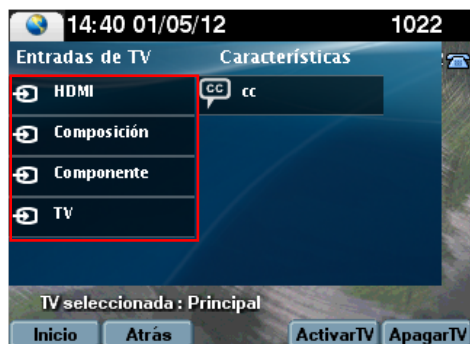 14:40 01/05/12 1022
Entradas de TV Características
HDMI CC cc
Composición
Componente
TV
TV seleccionada : Principal
Inicio Atrás ActivarTV ApagarTV